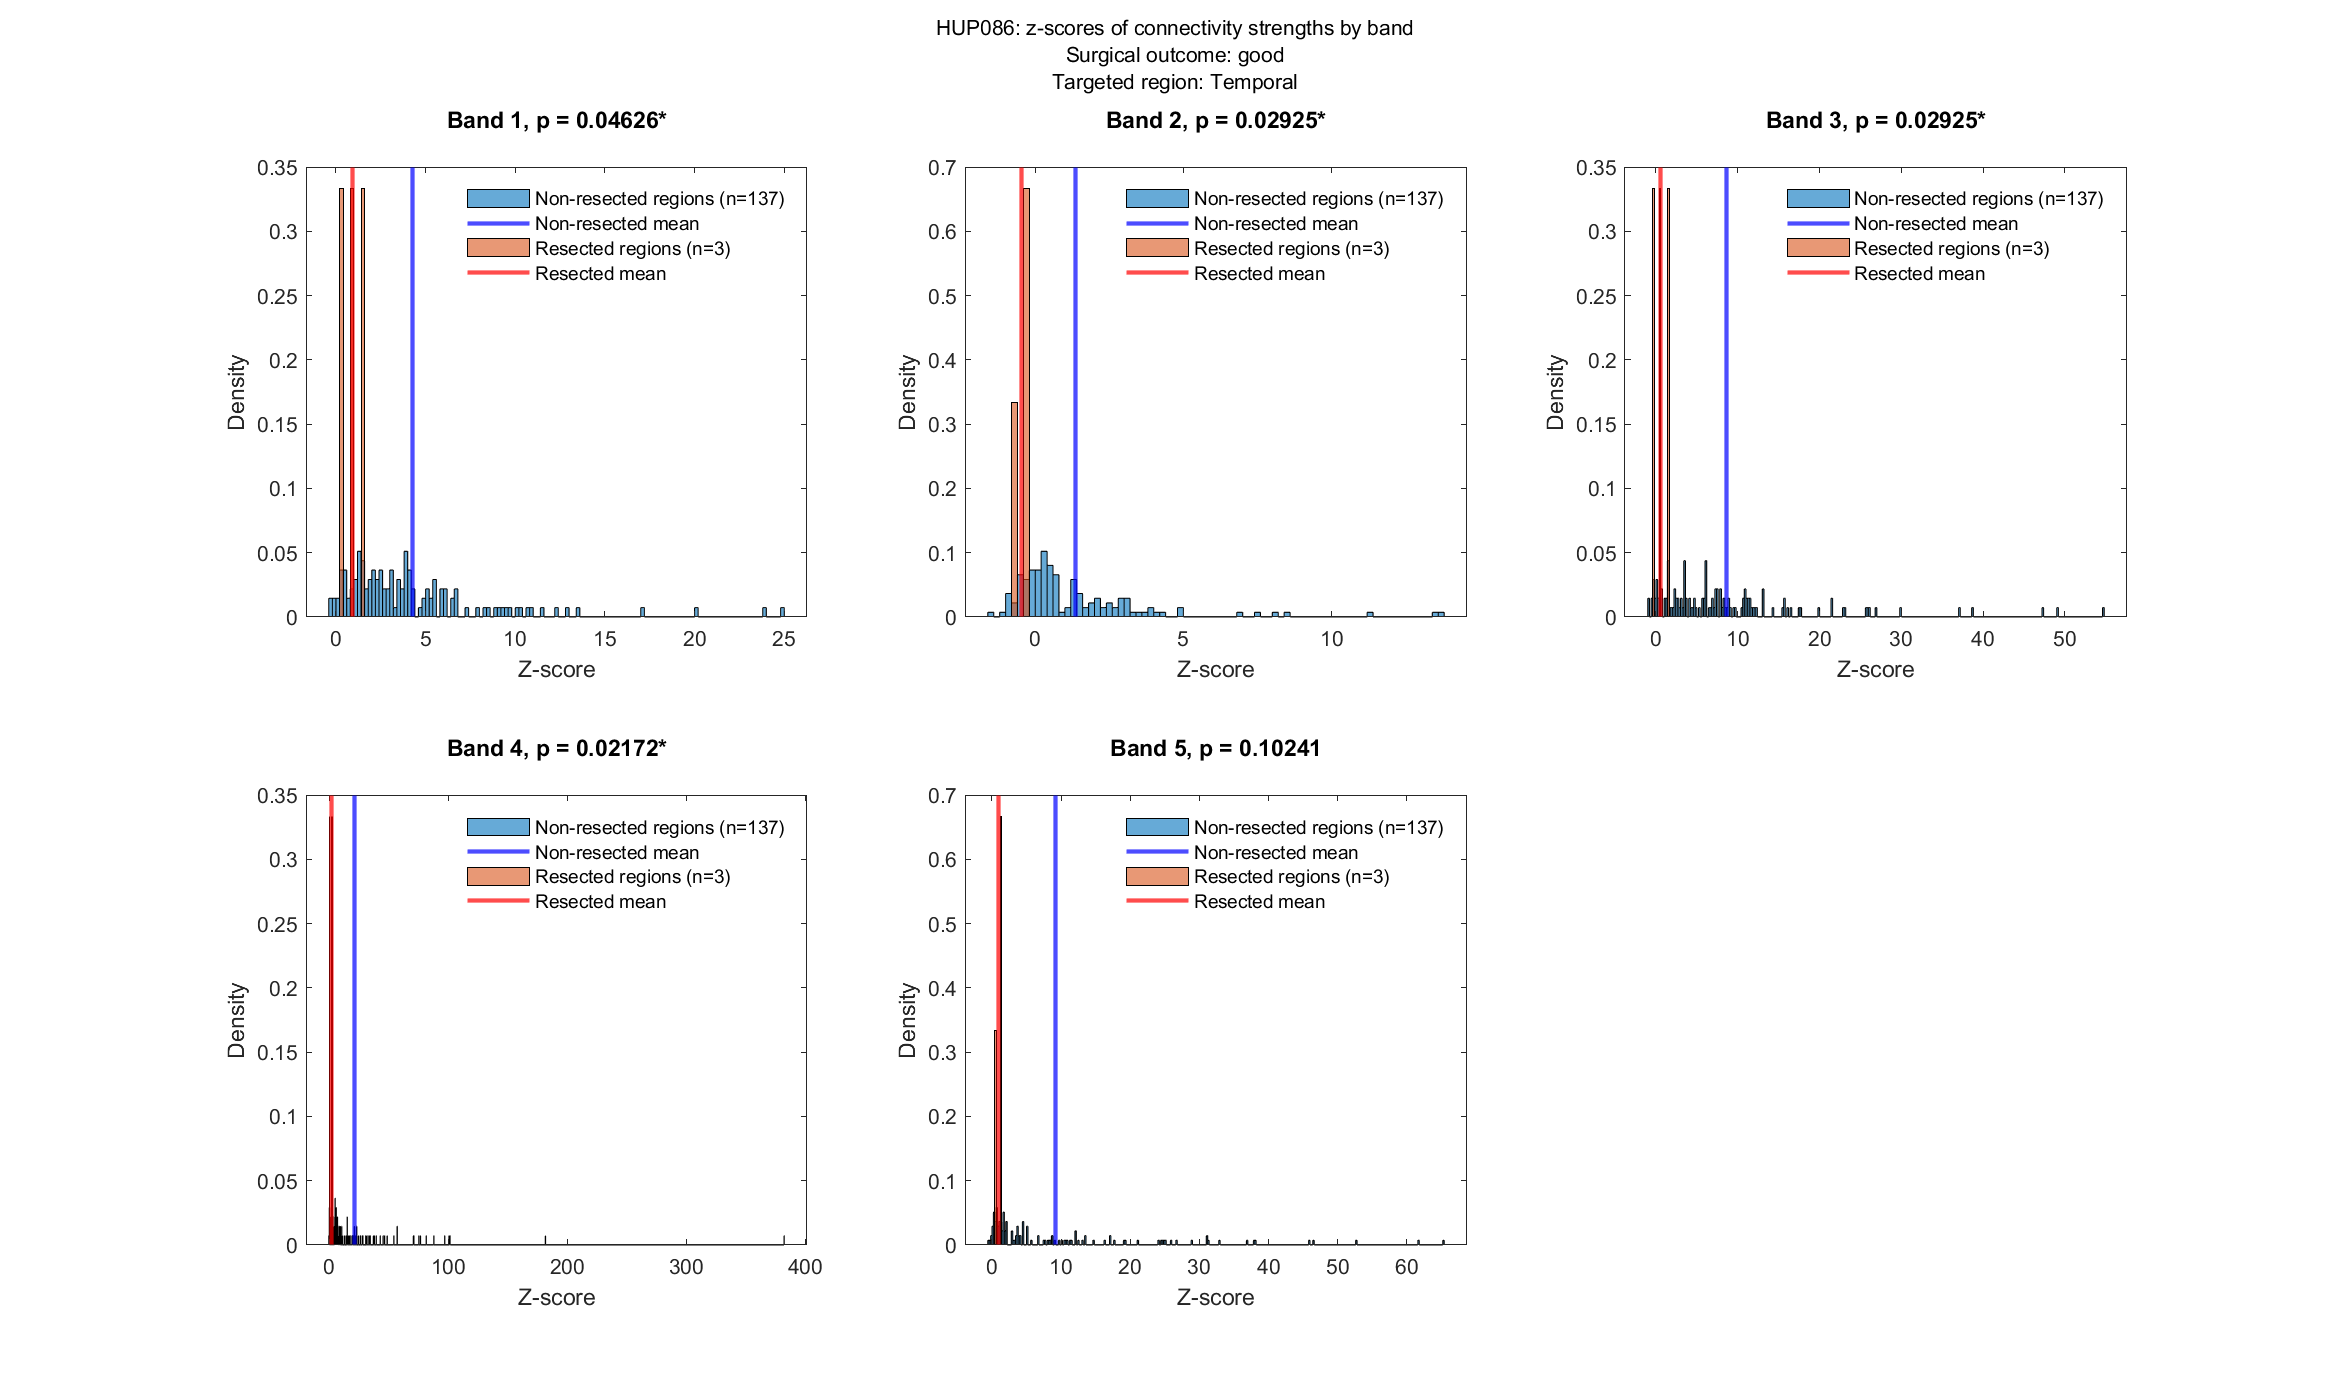 HUP086: z-scores of connectivity strengths by band
Surgical outcome: good
Targeted region: Temporal
Band 1, p = 0.04626*
0.35
0.3
0.25
0.2
0.15
0.1
0.05
0
Density
0 5 10 15 20 25
Z-score
Non-resected regions (n=137)
Non-resected mean
Resected regions (n=3)
Resected mean
Band 2, p = 0.02925*
0.7
0.6
0.5
0.4
0.3
0.2
0.1
0
Density
0 5 10
Z-score
Non-resected regions (n=137)
Non-resected mean
Resected regions (n=3)
Resected mean
Band 3, p = 0.02925*
0.35
0.3
0.25
0.2
0.15
0.1
0.05
0
Density
0 10 20 30 40 50
Z-score
Non-resected regions (n=137)
Non-resected mean
Resected regions (n=3)
Resected mean
Band 4, p = 0.02172*
0.35
0.3
0.25
0.2
0.15
0.1
0.05
0
Density
0 100 200 300 400
Z-score
Non-resected regions (n=137)
Non-resected mean
Resected regions (n=3)
Resected mean
Band 5, p = 0.10241
0.7
0.6
0.5
0.4
0.3
0.2
0.1
0
Density
0 10 20 30 40 50 60
Z-score
Non-resected regions (n=137)
Non-resected mean
Resected regions (n=3)
Resected mean